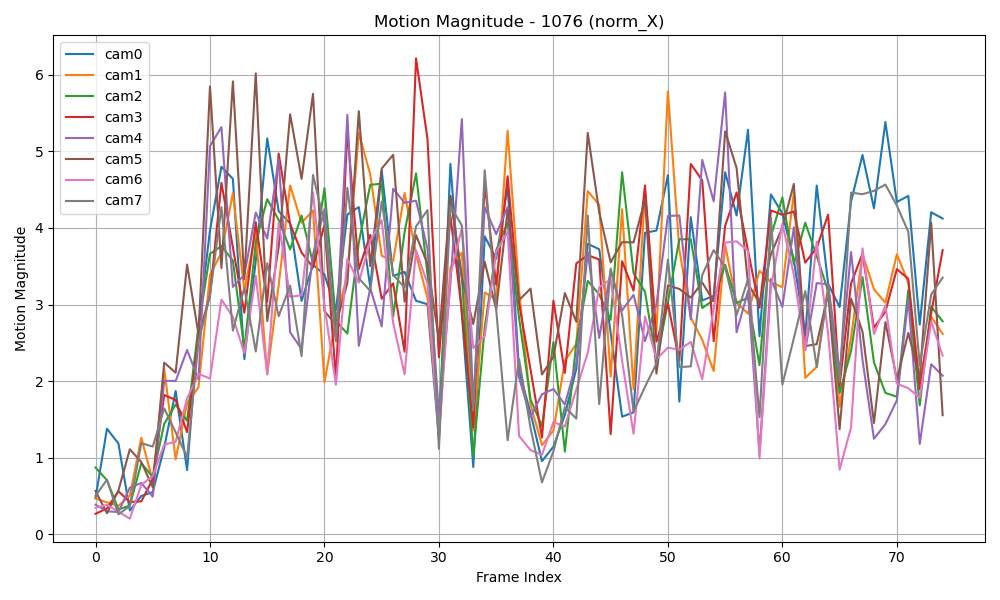 Motion Magnitude - 1076 (norm_X)
cam0
cam1
cam2
cam3
cam4
cam5
cam6
cam7
Motion Magnitude
6
5
4
3
2
1
0
0 10 20 30 40 50 60 70
Frame Index